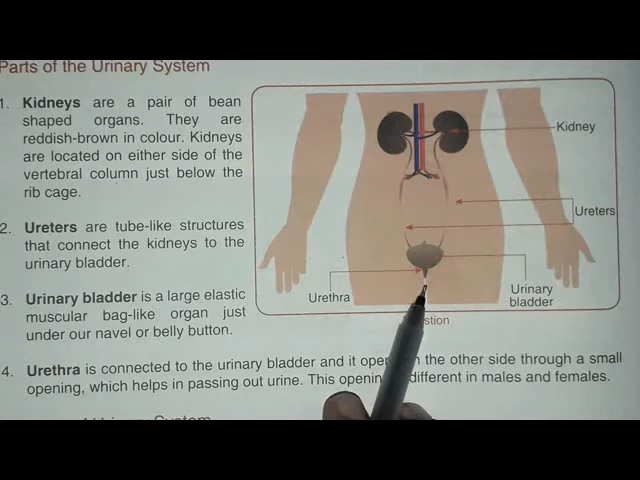 Parts of the Urinary System
1. Kidneys are a pair of bean
shaped organs. They are
reddish-brown in colour. Kidneys
are located on either side of the
vertebral column just below the
rib cage.
2. Ureters are tube-like structures
that connect the kidneys to the
urinary bladder.
3. Urinary bladder is a large elastic
muscular bag-like organ just
under our navel or belly button.
Kidney
Ureters
Urethra
Urinary
bladder
4. Urethra is connected to the urinary bladder and it the other side through a small
opening, which helps in passing out urine. This different in males and females.